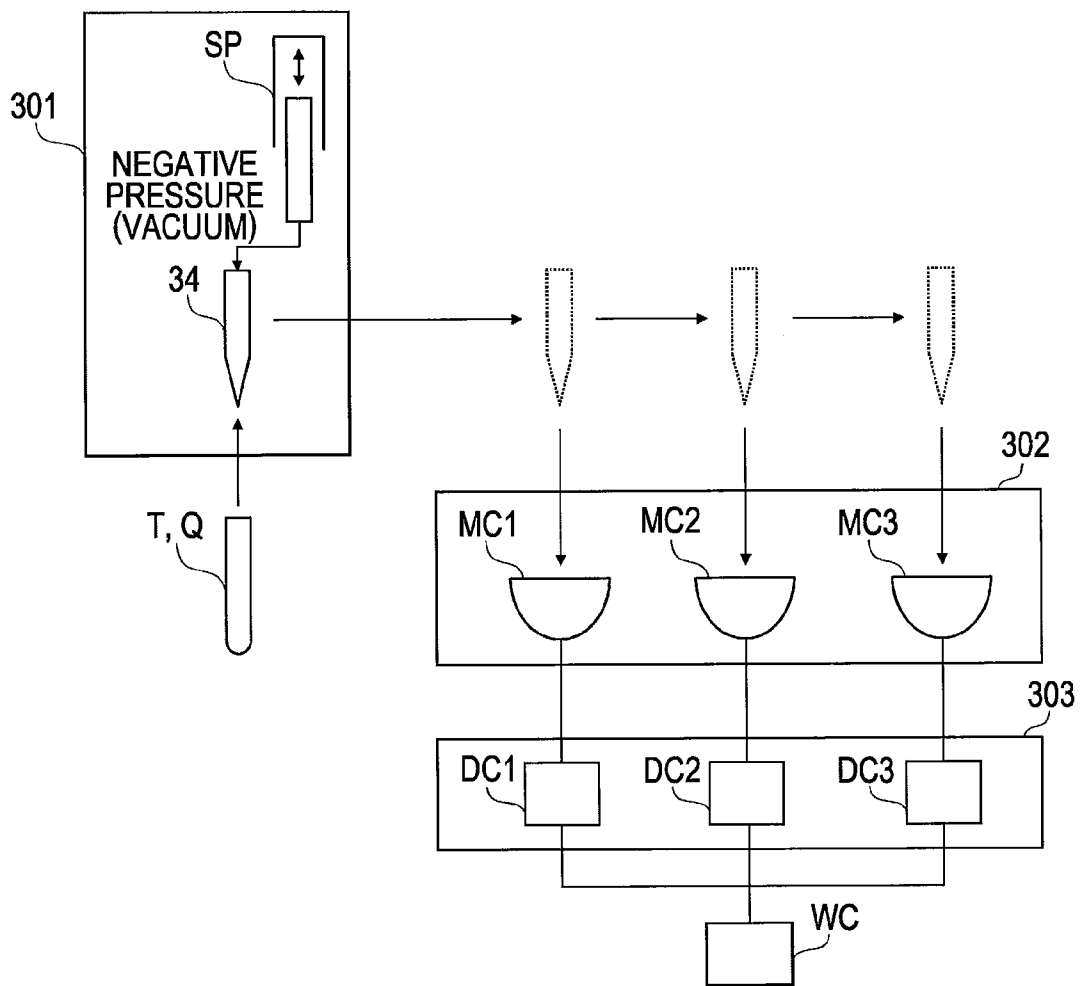 SP
301
NEGATIVE
PRESSURE
(VACUUM)
34
302
T, Q
MC1
MC2
MC3
303
DC1
DC2
DC3
WC